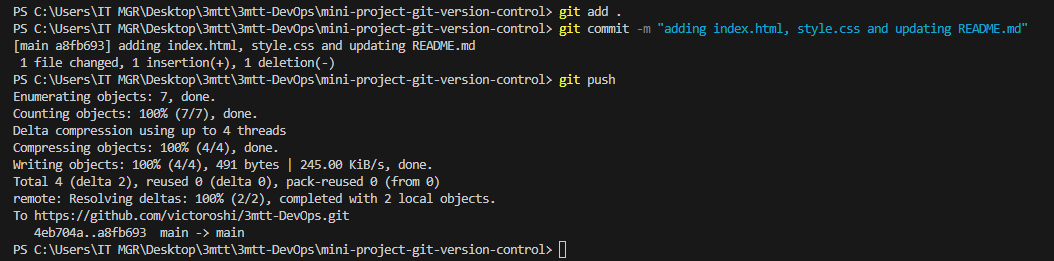 PS C:\Users\IT MGR\Desktop\3mtt\3mtt-DevOps\mini-project-git-version-control> git add .
PS C:\Users\IT MGR\Desktop\3mtt\3mtt-DevOps\mini-project-git-version-control> git commit -m "adding index.html, style.css and updating README.md"
[main a8fb693] adding index.html, style.css and updating README.md
 1 file changed, 1 insertion(+), 1 deletion(-)
PS C:\Users\IT MGR\Desktop\3mtt\3mtt-DevOps\mini-project-git-version-control> git push
Enumerating objects: 7, done.
Counting objects: 100% (7/7), done.
Delta compression using up to 4 threads
Compressing objects: 100% (4/4), done.
Writing objects: 100% (4/4), 491 bytes | 245.00 KiB/s, done.
Total 4 (delta 2), reused 0 (delta 0), pack-reused 0 (from 0)
remote: Resolving deltas: 100% (2/2), completed with 2 local objects.
To https://github.com/victoroshi/3mtt-DevOps.git
   4eb704a..a8fb693  main -> main
PS C:\Users\IT MGR\Desktop\3mtt\3mtt-DevOps\mini-project-git-version-control>